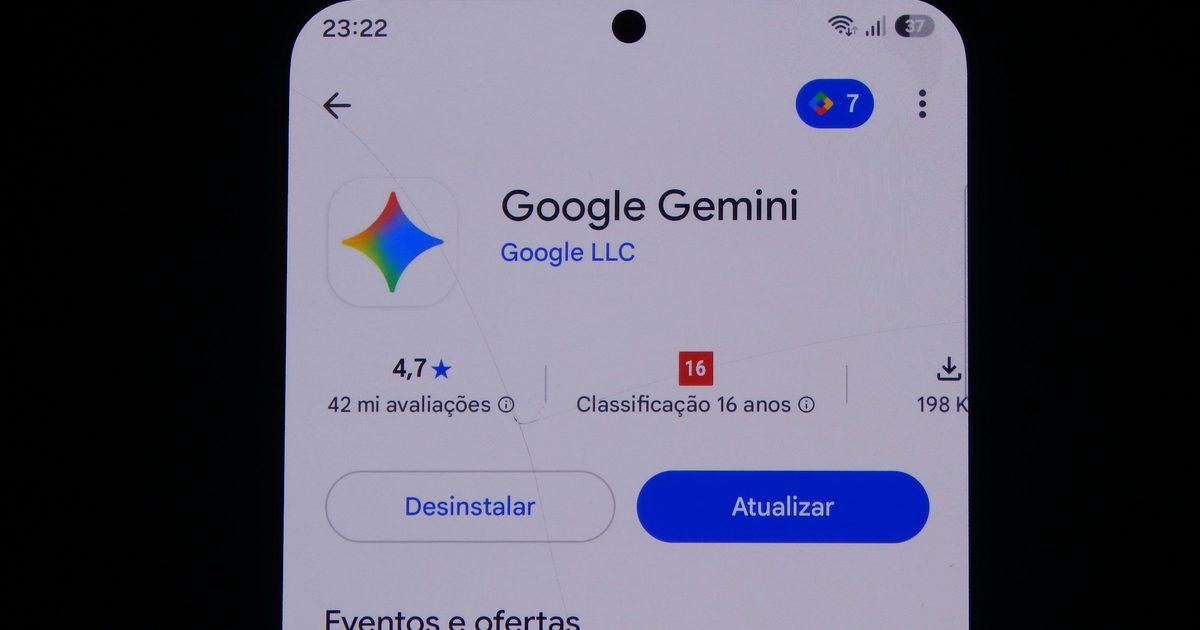 23:22
37
7
Google Gemini
Google LLC
4,7★
16
42 mi avaliações
Classificação 16 anos
198 K
Desinstalar
Atualizar
Eventos e ofertas